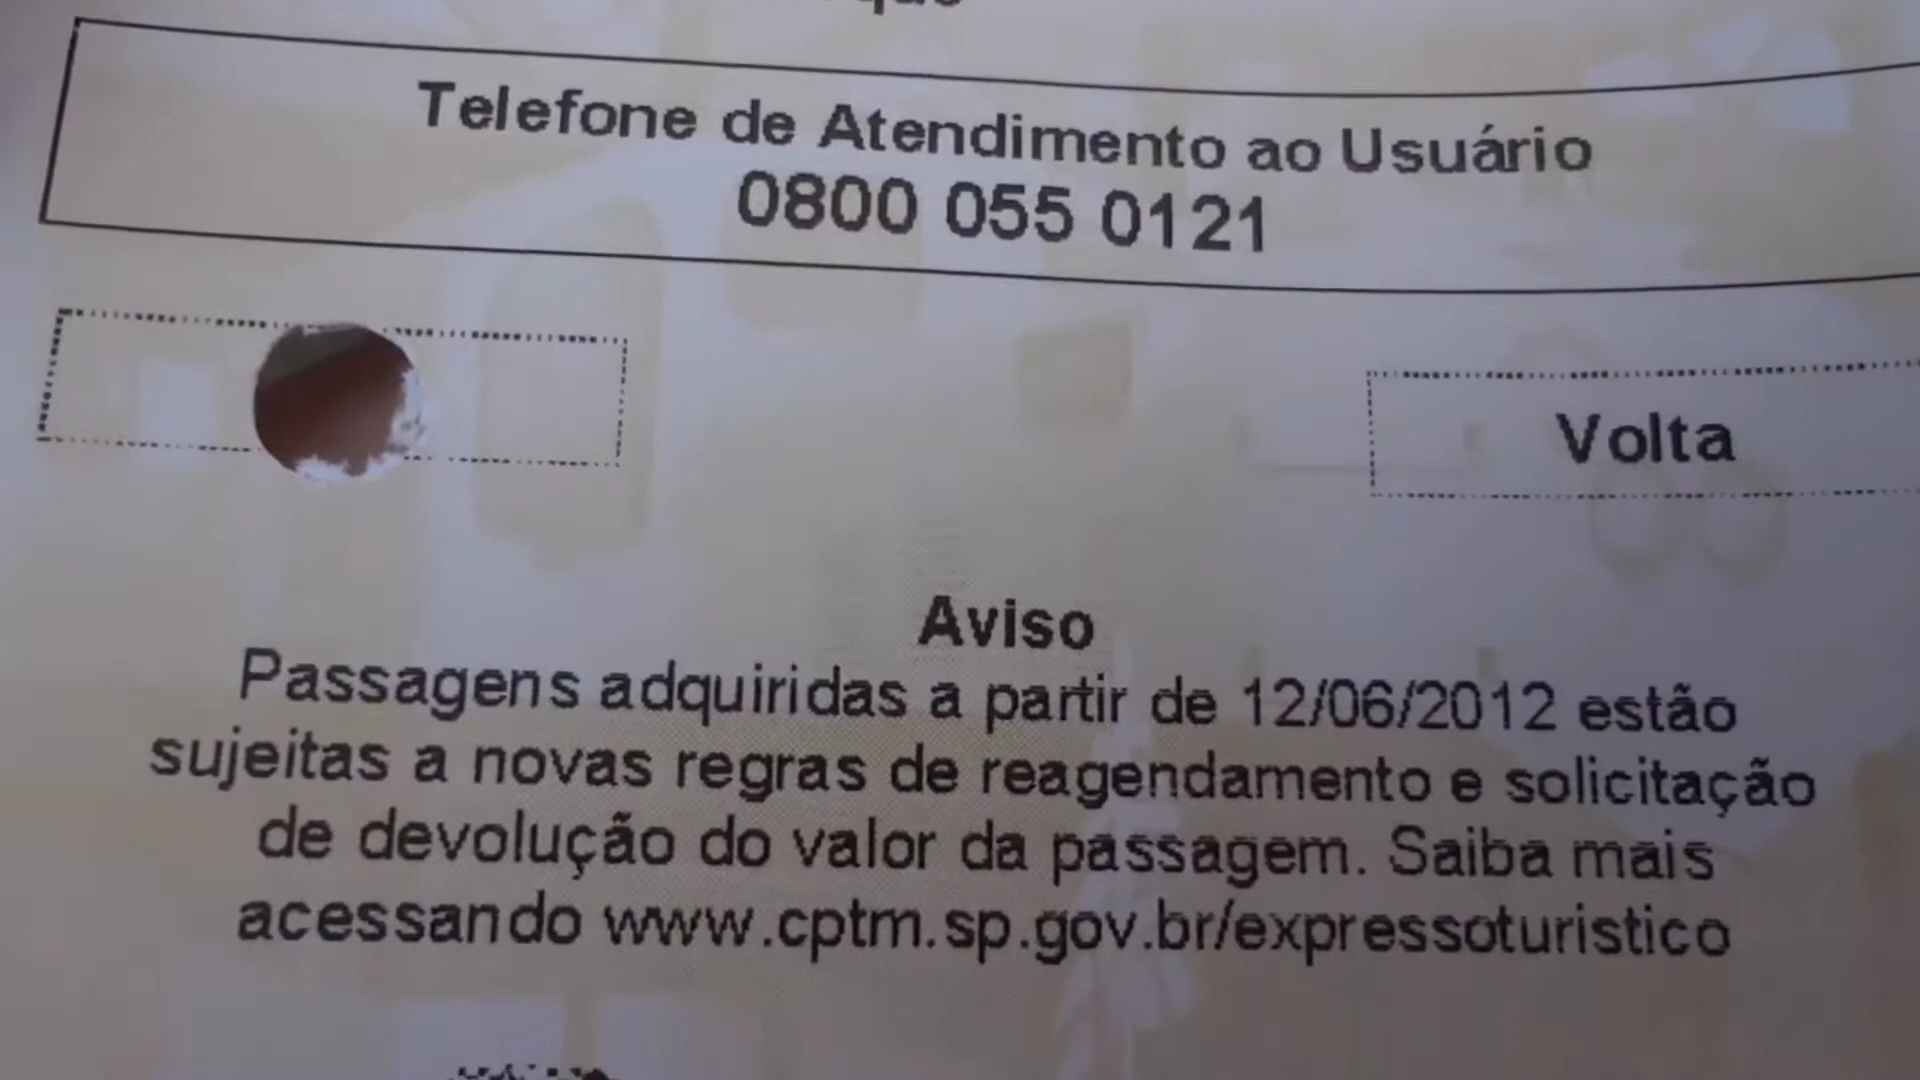 Telefone de Atendimento ao Usuário
0800 055 0121
Volta
Aviso
Passagens adquiridas a partir de 12/06/2012 estão
sujeitas a novas regras de reagendamento e solicitação
de devolução do valor da passagem. Saiba mais
acessando www.cptm.sp.gov.br/expressoturistico